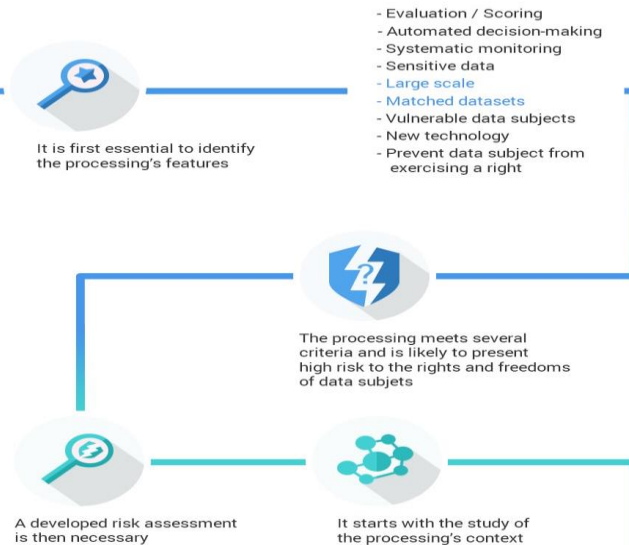 - Evaluation / Scoring
- Automated decision-making
- Systematic monitoring
- Sensitive data
- Large scale
- Matched datasets
- Vulnerable data subjects
- New technology
- Prevent data subject from
exercising a right
It is first essential to identify
the processing's features
?
The processing meets several
criteria and is likely to present
high risk to the rights and freedoms
of data subjets
A developed risk assessment
is then necessary
It starts with the study of
the processing's context